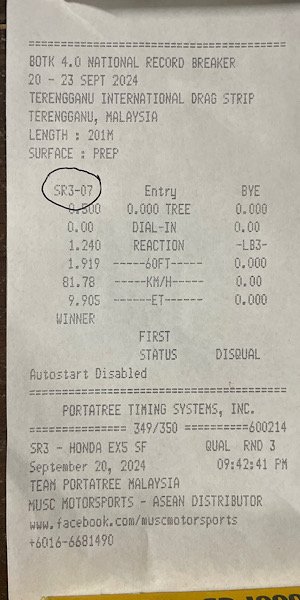 ===================================
BOTK 4.0 NATIONAL RECORD BREAKER
20 - 23 SEPT 2024
TERENGGANU INTERNATIONAL DRAG STRIP
TERENGGANU, MALAYSIA
LENGTH : 201M
SURFACE : PREP
SR3-07 Entry BYE
0.500 0.000 TREE 0.000
0.00 DIAL-IN 0.00
1.240 REACTION -LB3-
1.919 -----60FT----- 0.000
81.78 -----KM/H----- 0.00
9.905 ------ET------ 0.000
WINNER
FIRST
STATUS DISQUAL
Autostart Disabled
===================================
PORTATREE TIMING SYSTEMS, INC.
============== 349/350 ==========600214
SR3 - HONDA EX5 SF QUAL RND 3
September 20, 2024 09:42:41 PM
TEAM PORTATREE MALAYSIA
MUSC MOTORSPORTS - ASEAN DISTRIBUTOR
www.facebook.com/muscmotorsports
+6016-6681490